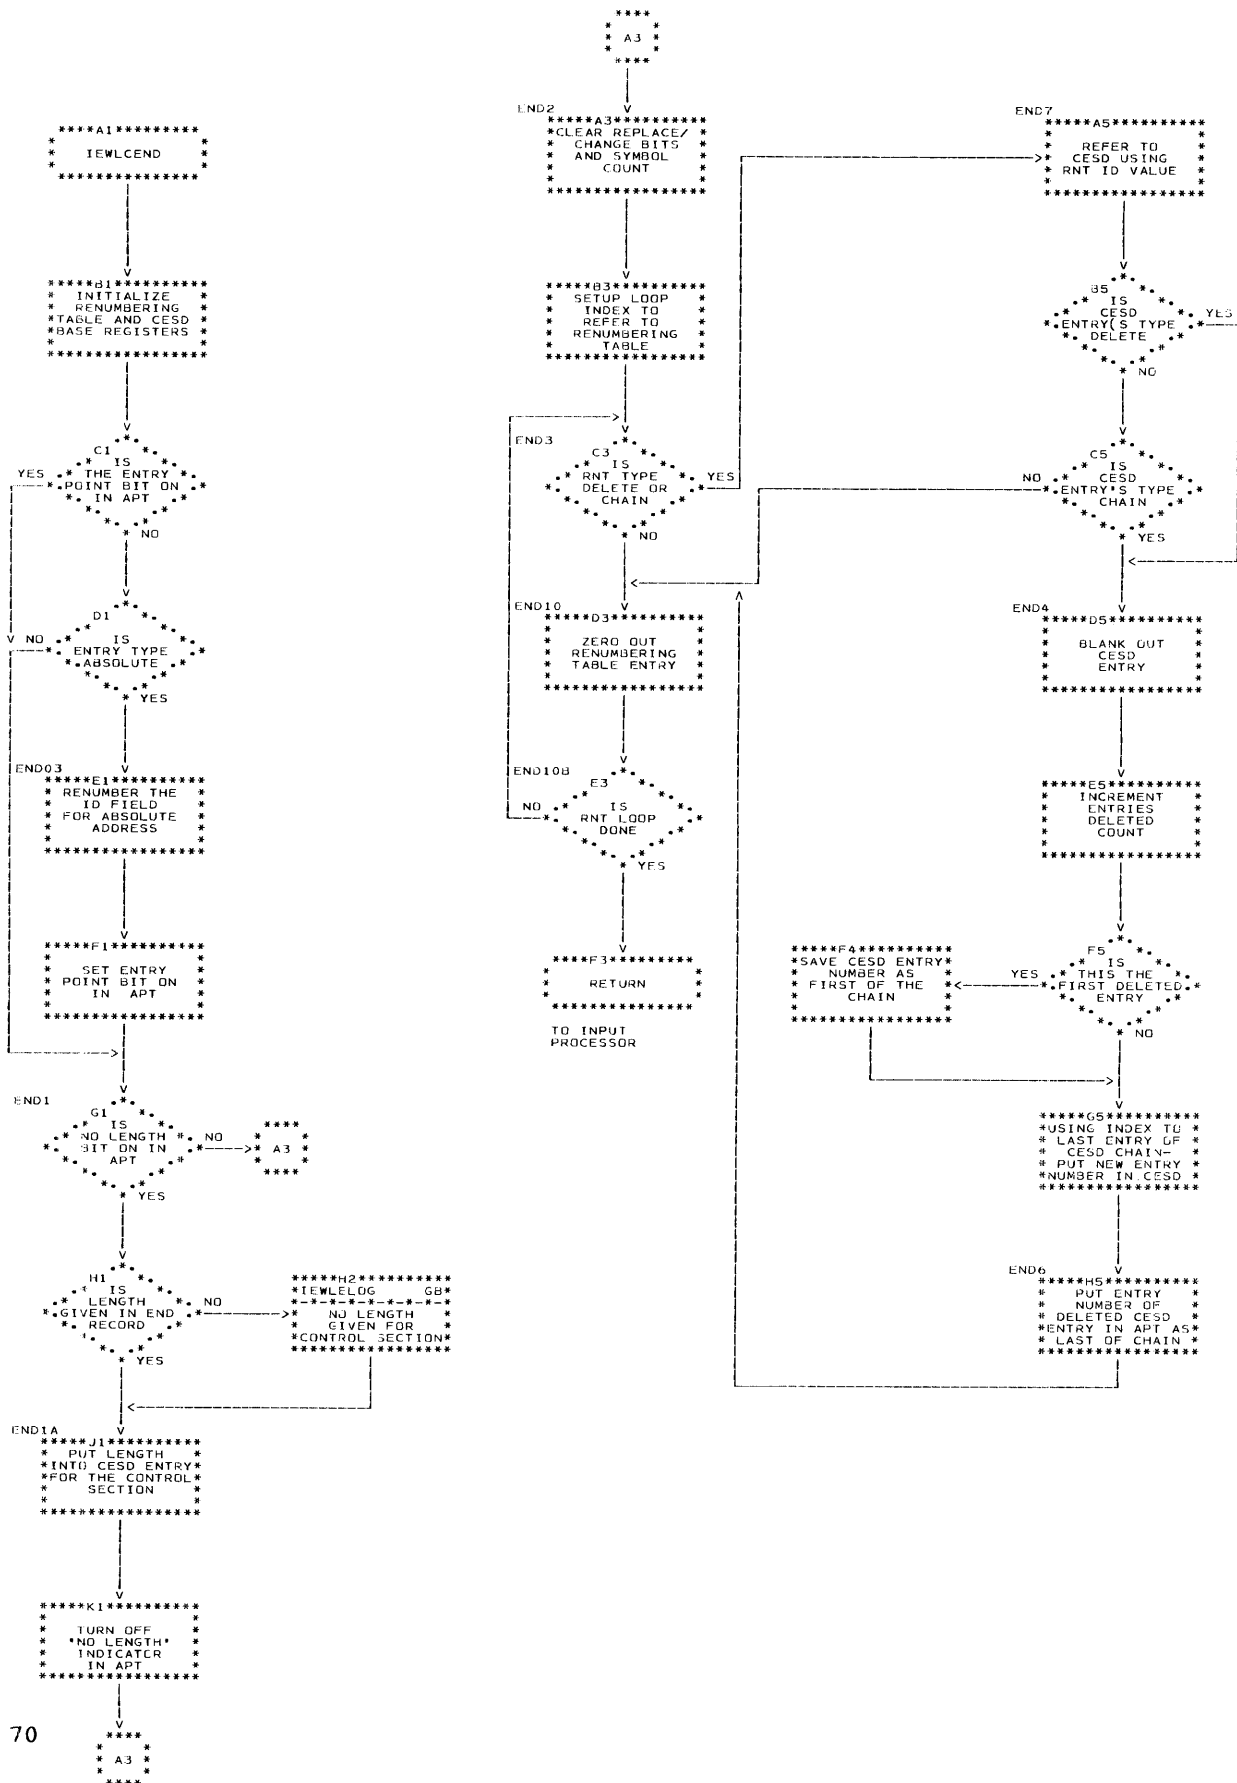 A3
END2
A3
CLEAR REPLACE/
CHANGE BITS
AND SYMBOL
COUNT
END7
A5
REFER TO
CESD USING
RNT ID VALUE
A1
IEWLCEND
B1
INITIALIZE
RENUMBERING
TABLE AND CESD
BASE REGISTERS
B3
SETUP LOOP
INDEX TO
REFER TO
RENUMBERING
TABLE
B5
IS
CESD
ENTRY(S TYPE
DELETE
YES
NO
C1
IS
THE ENTRY
POINT BIT ON
IN APT
YES
NO
END3
C3
IS
RNT TYPE
DELETE OR
CHAIN
YES
NO
C5
IS
CESD
ENTRY'S TYPE
CHAIN
NO
YES
D1
IS
ENTRY TYPE
ABSOLUTE
NO
YES
END10
D3
ZERO OUT
RENUMBERING
TABLE ENTRY
END4
D5
BLANK OUT
CESD
ENTRY
END03
E1
RENUMBER THE
ID FIELD
FOR ABSOLUTE
ADDRESS
END10B
E3
IS
RNT LOOP
DONE
NO
YES
E5
INCREMENT
ENTRIES
DELETED
COUNT
F1
SET ENTRY
POINT BIT ON
IN APT
F3
RETURN
TO INPUT
PROCESSOR
F4
SAVE CESD ENTRY
NUMBER AS
FIRST OF THE
CHAIN
F5
IS
THIS THE
FIRST DELETED
ENTRY
YES
NO
END1
G1
IS
NO LENGTH
BIT ON IN
APT
NO
YES
A3
G5
USING INDEX TO
LAST ENTRY OF
CESD CHAIN-
PUT NEW ENTRY
NUMBER IN CESD
H1
IS
LENGTH
GIVEN IN END
RECORD
NO
YES
H2
IEWLELOG GB
NO LENGTH
GIVEN FOR
CONTROL SECTION
END6
H5
PUT ENTRY
NUMBER OF
DELETED CESD
ENTRY IN APT AS
LAST OF CHAIN
END1A
J1
PUT LENGTH
INTO CESD ENTRY
FOR THE CONTROL
SECTION
K1
TURN OFF
'NO LENGTH'
INDICATER
IN APT
A3
70